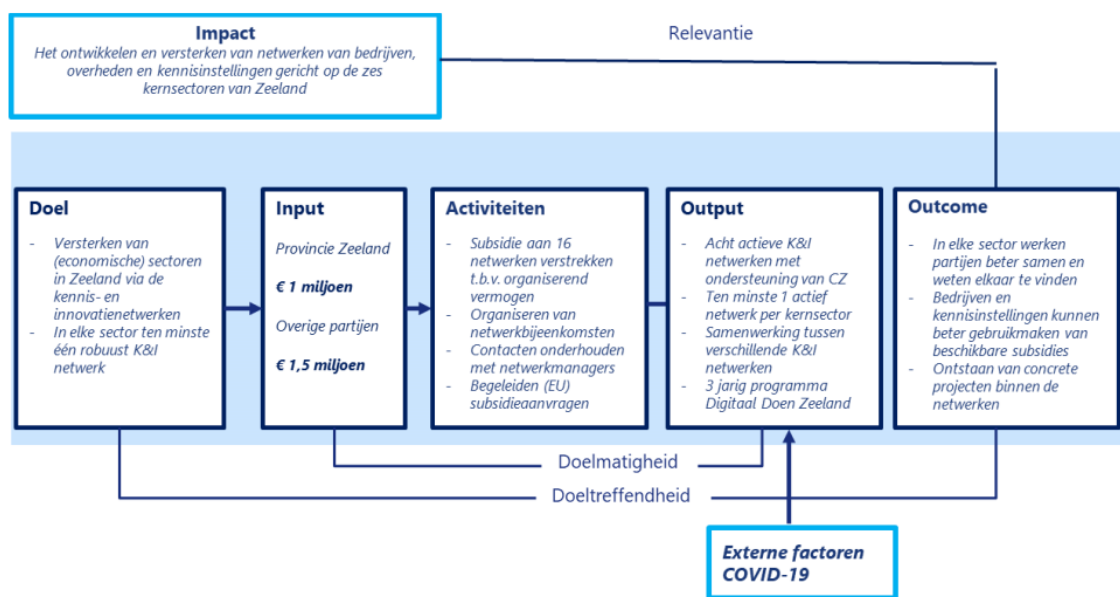 Impact
Het ontwikkelen en versterken van netwerken van bedrijven,
overheden en kennisinstellingen gericht op de zes
kernsectoren van Zeeland
Relevantie
Doel
- Versterken van
(economische) sectoren
in Zeeland via de
kennis- en
innovatienetwerken
- In elke sector ten minste
één robuust K&I
netwerk
Input
Provincie Zeeland
€ 1 miljoen
Overige partijen
€ 1,5 miljoen
Activiteiten
- Subsidie aan 16
netwerken verstrekken
t.b.v. organiserend
vermogen
- Organiseren van
netwerkbijeenkomsten
- Contacten onderhouden
met netwerkmanagers
- Begeleiden (EU)
subsidieaanvragen
Output
- Acht actieve K&I
netwerken met
ondersteuning van CZ
- Ten minste 1 actief
netwerk per kernsector
- Samenwerking tussen
verschillende K&I
netwerken
- 3 jarig programma
Digitaal Doen Zeeland
Outcome
- In elke sector werken
partijen beter samen en
weten elkaar te vinden
- Bedrijven en
kennisinstellingen kunnen
beter gebruikmaken van
beschikbare subsidies
- Ontstaan van concrete
projecten binnen de
netwerken
Doelmatigheid
Doeltreffendheid
Externe factoren
COVID-19